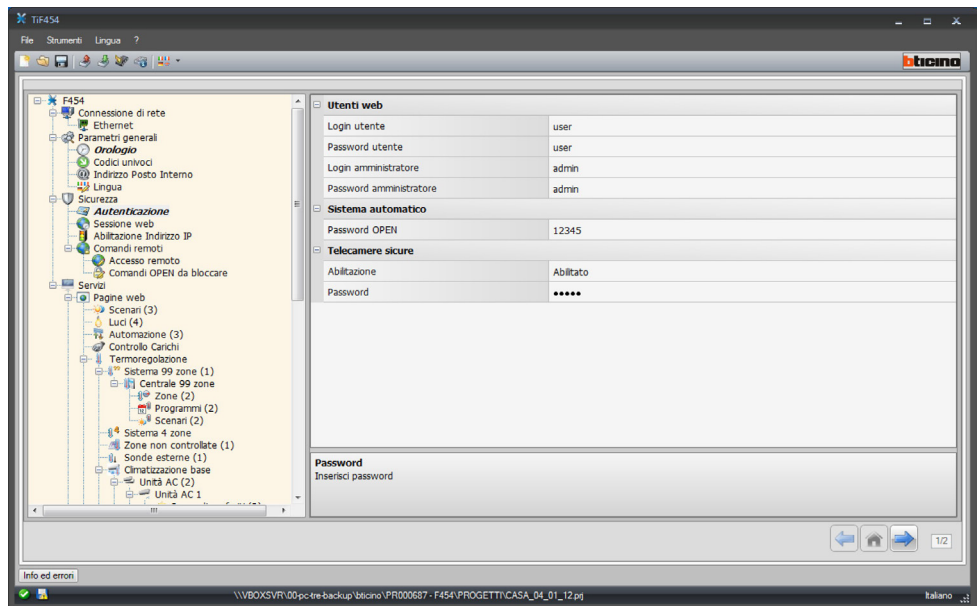 TiF454
File Strumenti Lingua ?
bticino
F454
Connessione di rete
Ethernet
Parametri generali
Orologio
Codici univoci
Indirizzo Posto Interno
Lingua
Sicurezza
Autenticazione
Sessione web
Abilitazione Indirizzo IP
Comandi remoti
Accesso remoto
Comandi OPEN da bloccare
Servizi
Pagine web
Scenari (3)
Luci (4)
Automazione (3)
Controllo Carichi
Termoregolazione
Sistema 99 zone (1)
Centrale 99 zone
Zone (2)
Programmi (2)
Scenari (2)
Sistema 4 zone
Zone non controllate (1)
Sonde esterne (1)
Climatizzazione base
Unità AC (2)
Unità AC 1
Utenti web
Login utente user
Password utente user
Login amministratore admin
Password amministratore admin
Sistema automatico
Password OPEN 12345
Telecamere sicure
Abilitazione Abilitato
Password •••••
Password
Inserisci password
1/2
Info ed errori
\\VBOXSVR\00-pc-tre-backup\bticino\PR000687 - F454\PROGETTI\CASA_04_01_12.prj
Italiano